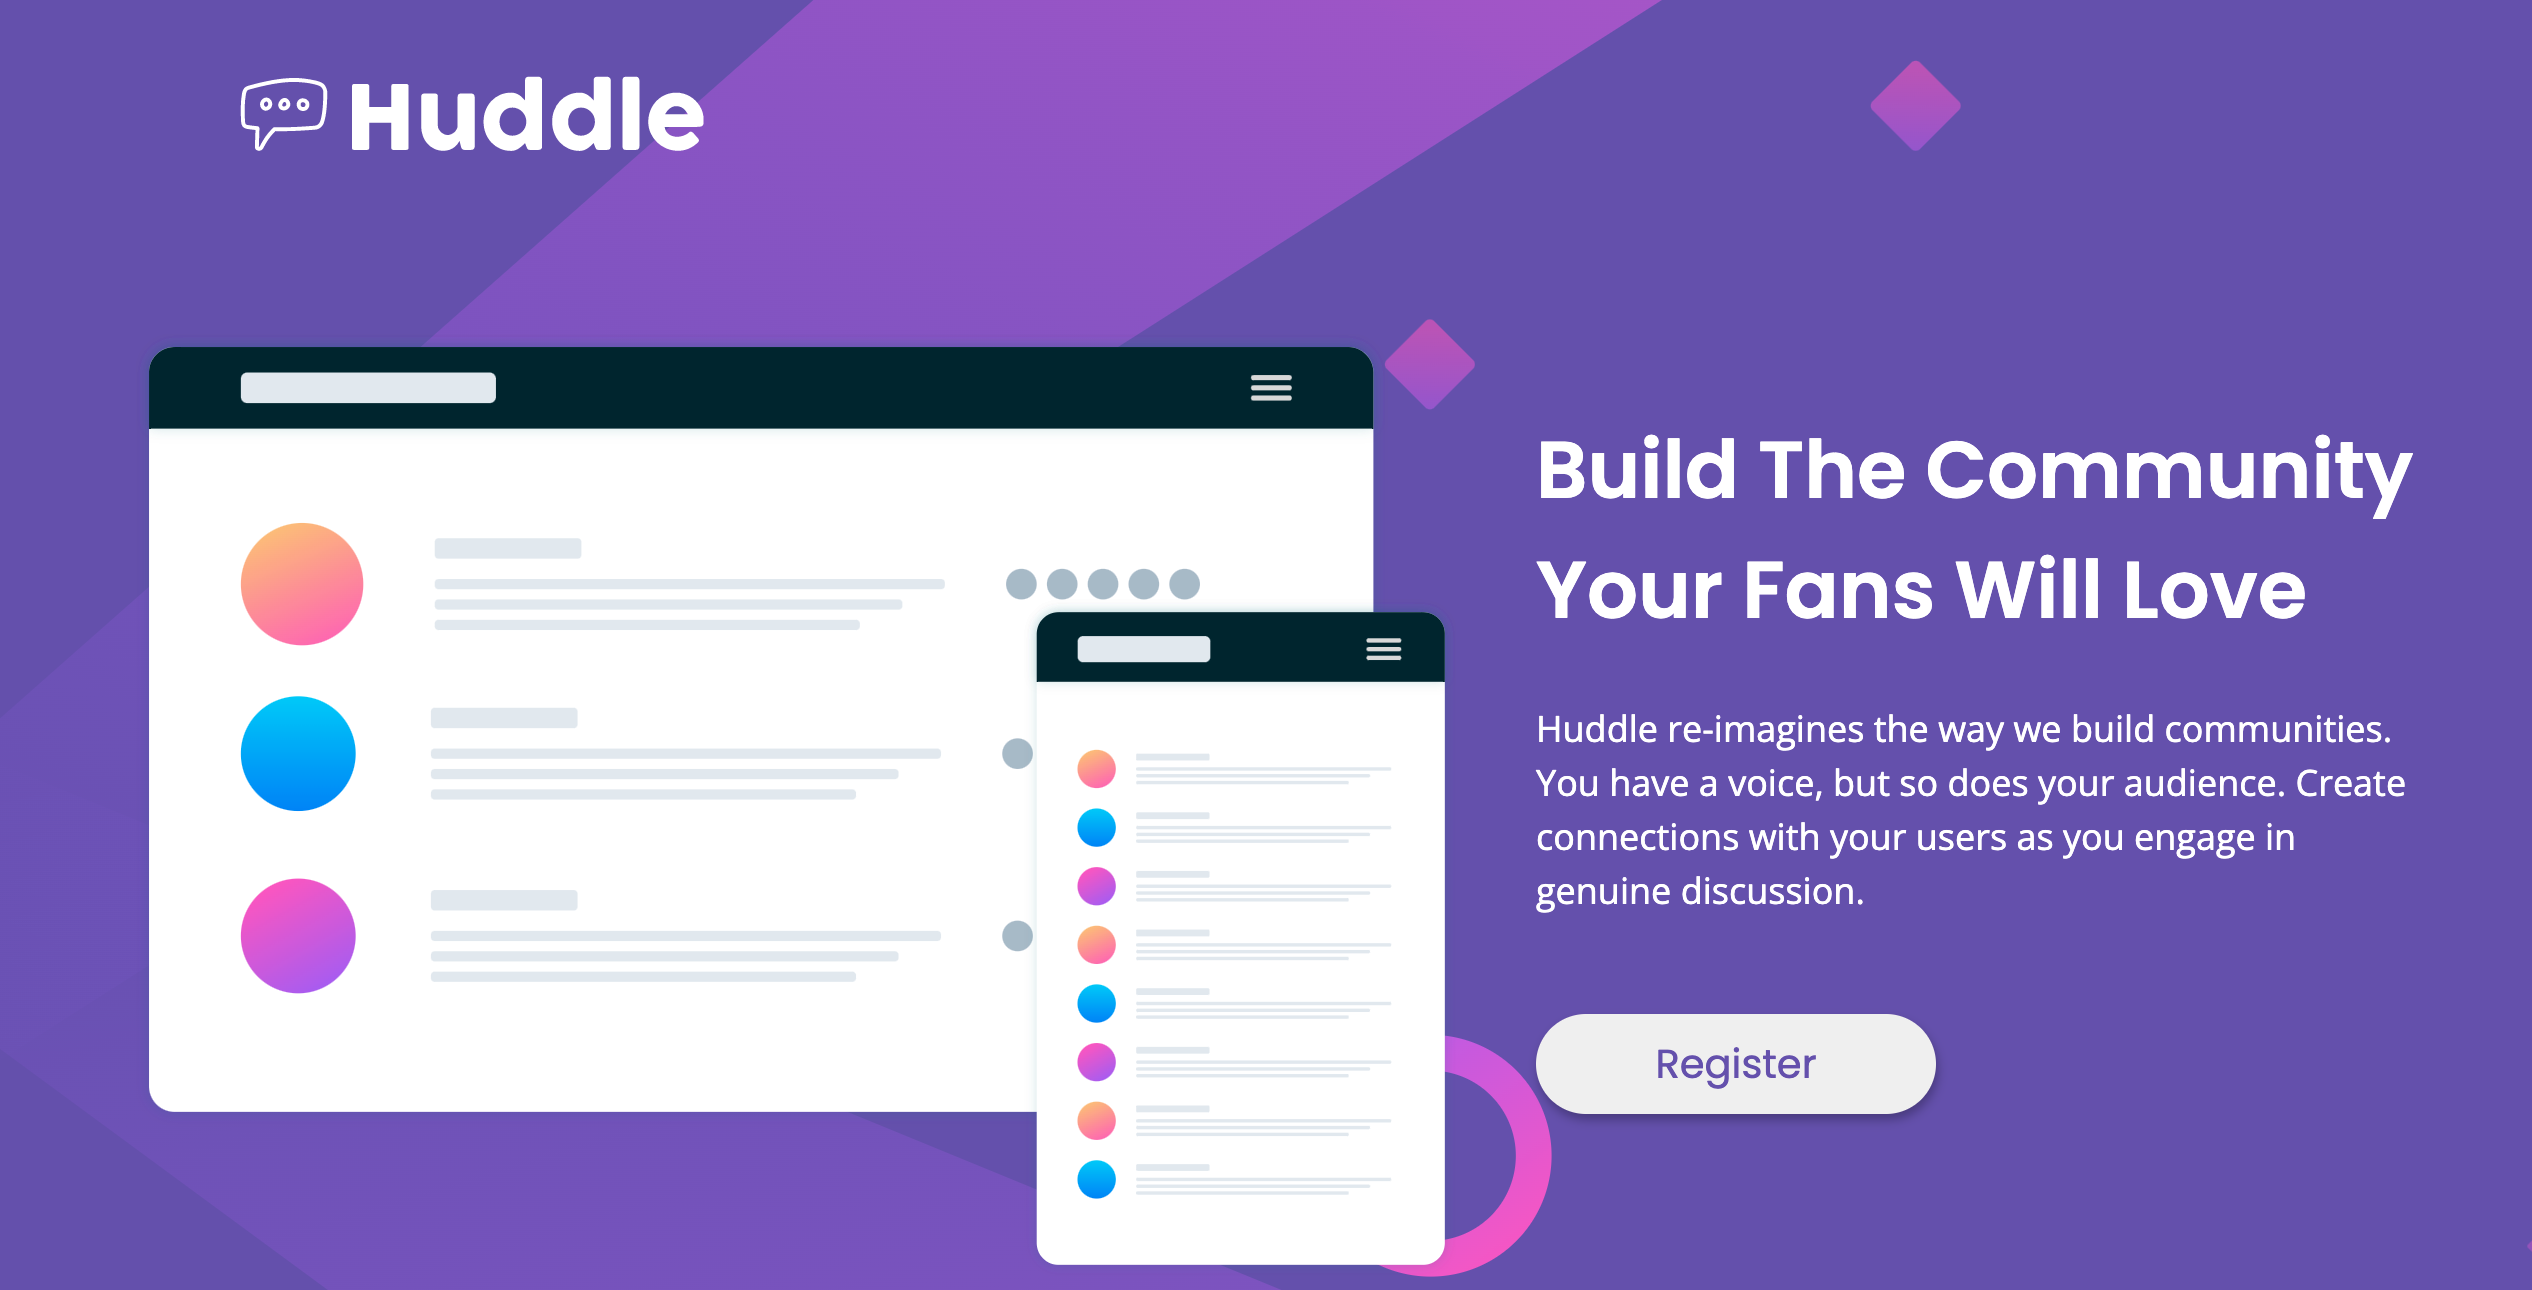 Huddle
Build The Community
Your Fans Will Love
Huddle re-imagines the way we build communities.
You have a voice, but so does your audience. Create
connections with your users as you engage in
genuine discussion.
Register